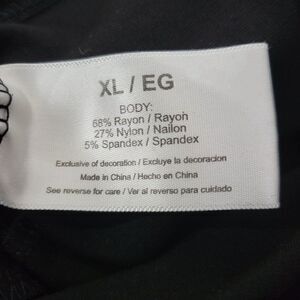 XL / EG
BODY:
68% Rayon / Rayon
27% Nylon / Nailon
5% Spandex / Spandex
Exclusive of decoration / Excluye la decoracion
Made in China / Hecho en China
See reverse for care / Ver al reverso para cuidado